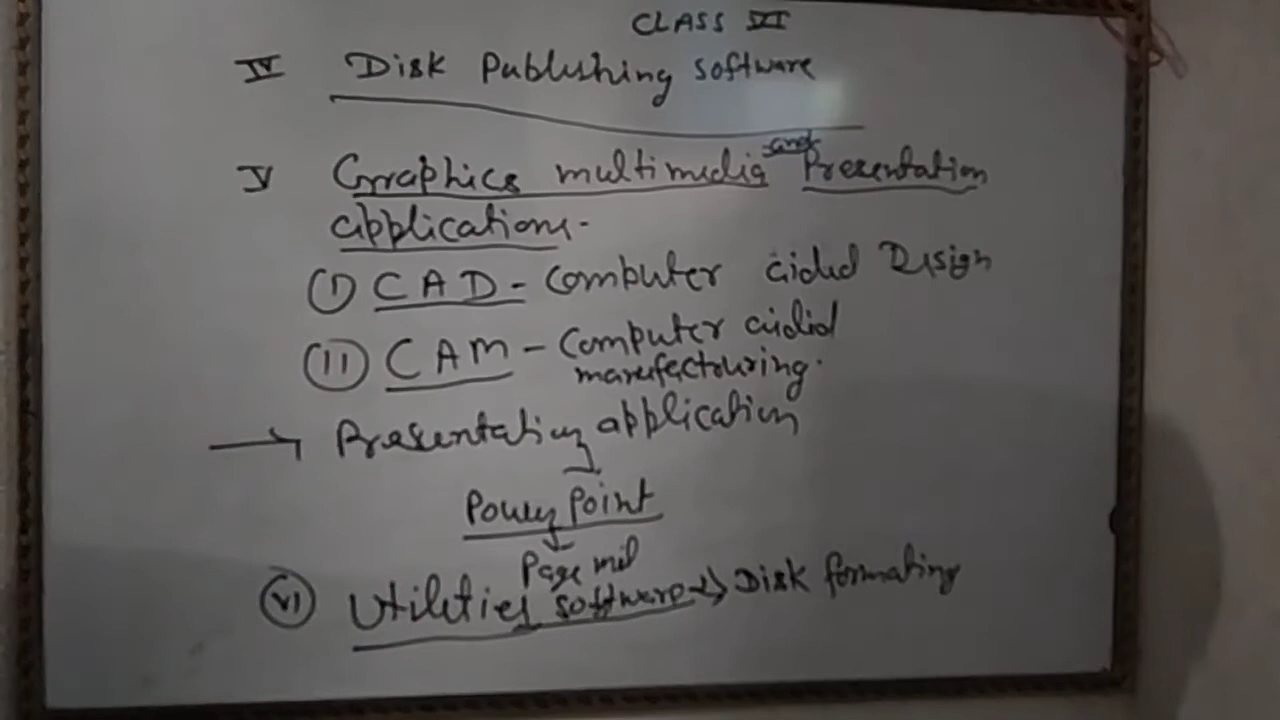 CLASS XI
IV Disk Publishing software
V Graphics multimedia and Presentation
applications.
(I) CAD - Computer aided Design
(II) CAM - Computer aided
manufactouring.
→ Presentation application
Power Point
Page mil
(VI) Utilities software → Disk formating